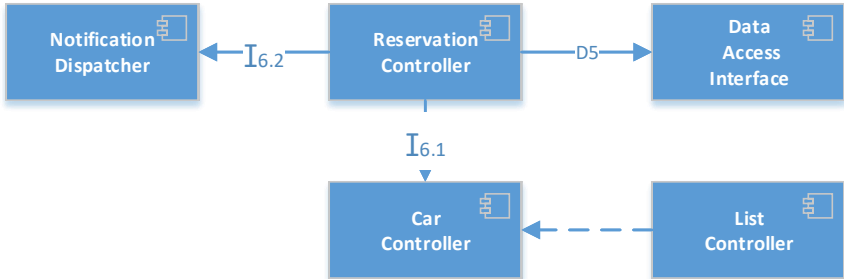 Notification
Dispatcher
I6.2
Reservation
Controller
D5
Data
Access
Interface
I6.1
Car
Controller
List
Controller